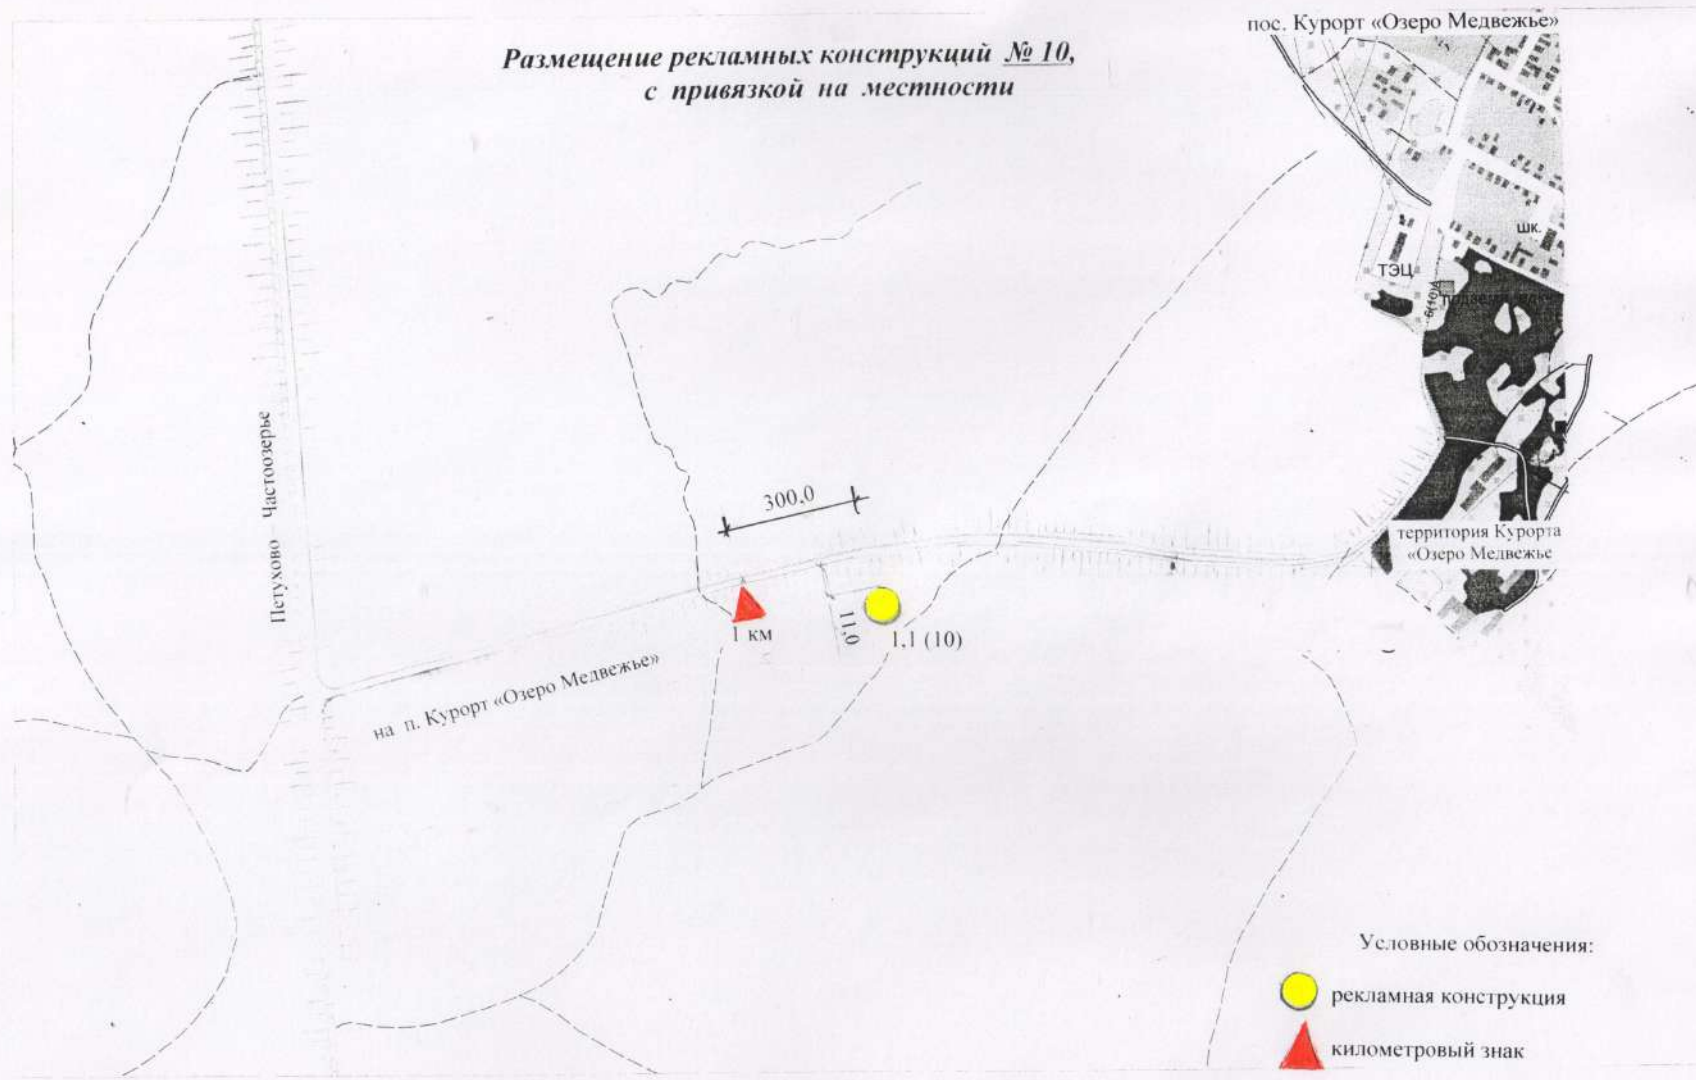 пос. Курорт «Озеро Медвежье»
Размещение рекламных конструкций № 10,
с привязкой на местности
шк.
ТЭЦ
6(10)А
Петухово Частоозерье
300,0
территория Курорта
«Озеро Медвежье
11,0
1 км
1.1 (10)
на п. Курорт «Озеро Медвежье»
Условные обозначения:
рекламная конструкция
километровый знак